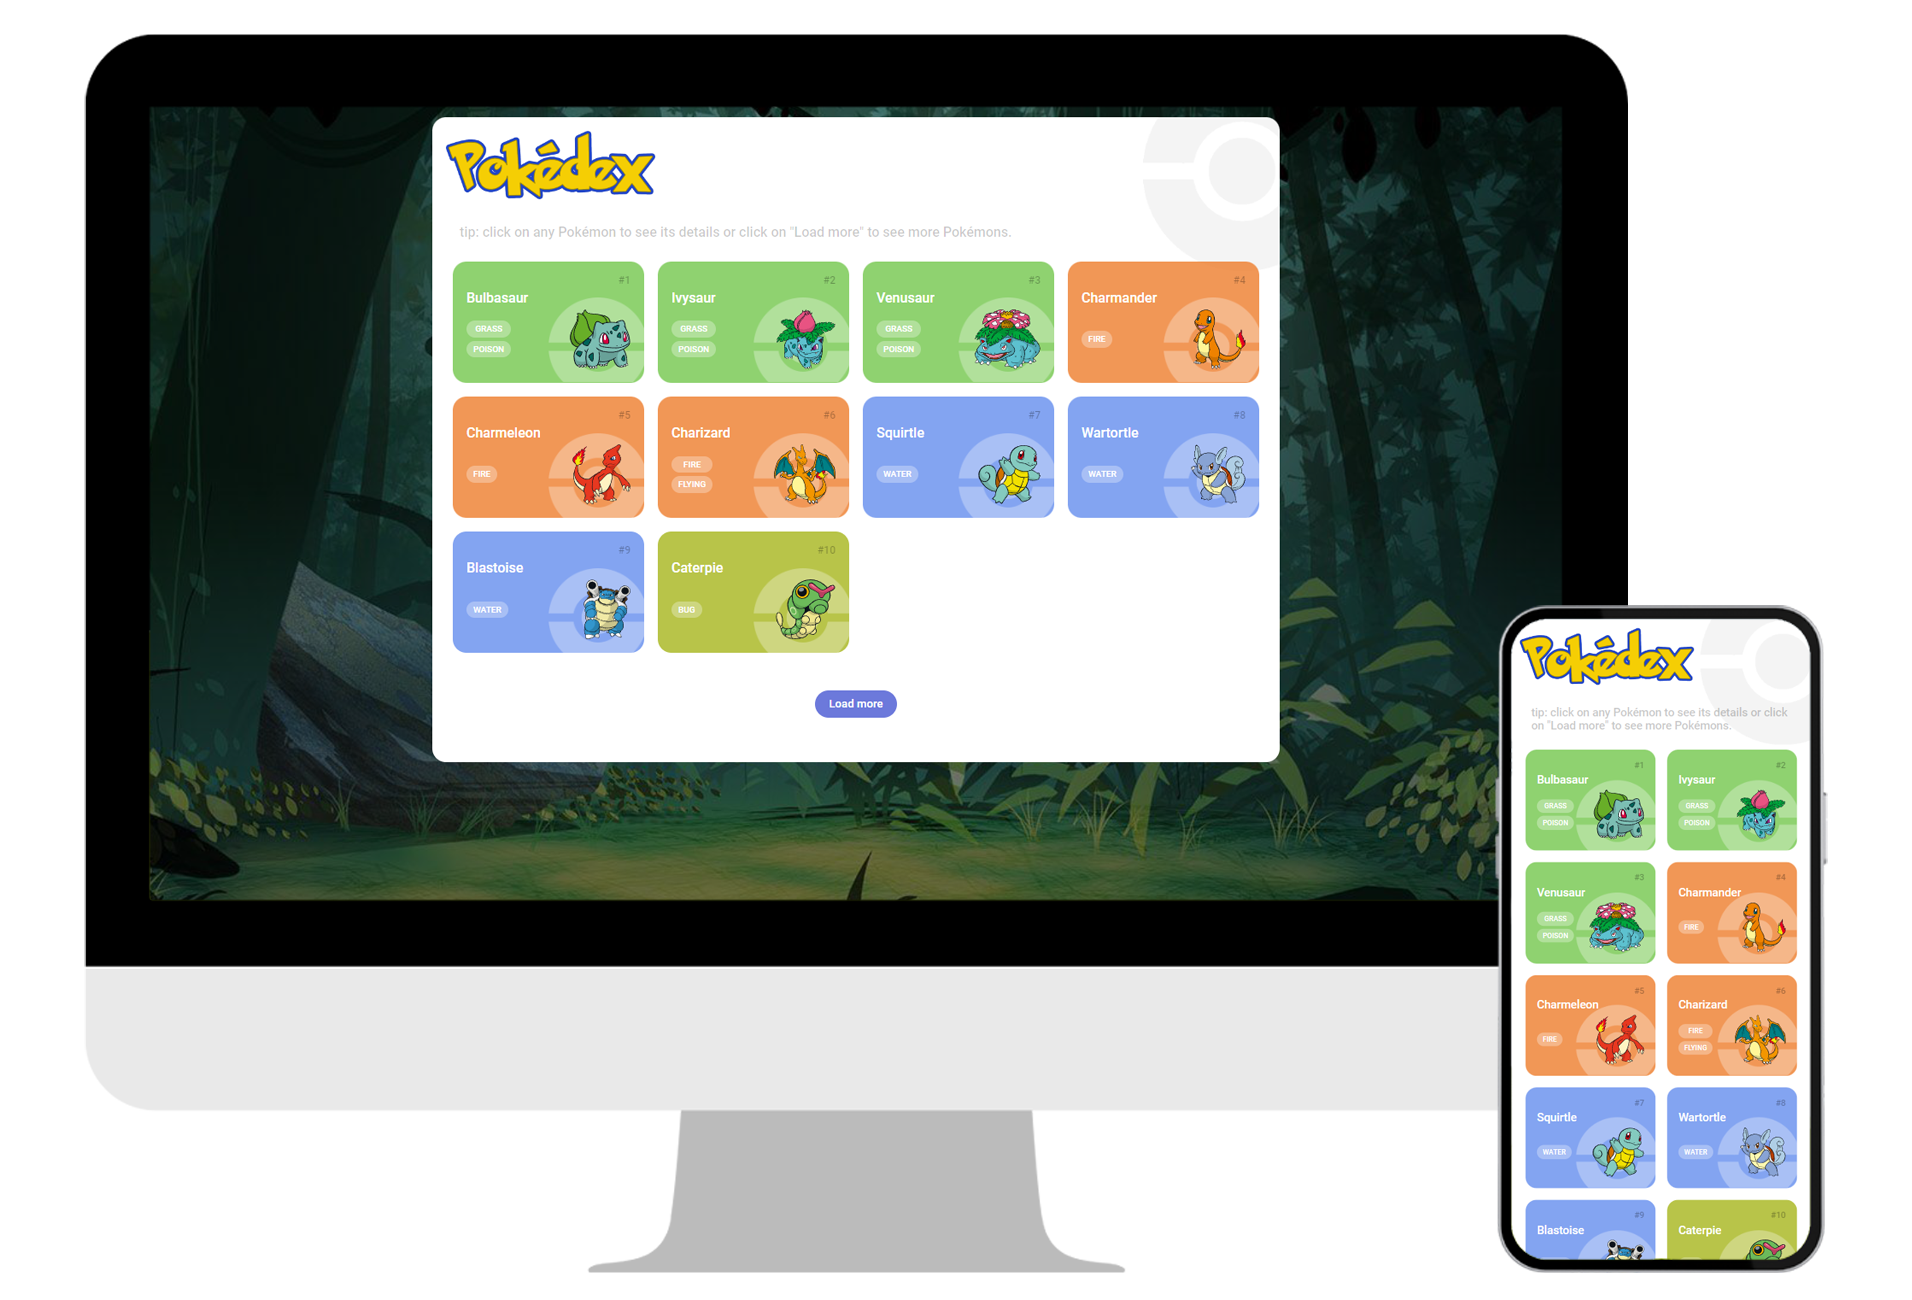 Pokédex
tip: click on any Pokémon to see its details or click on "Load more" to see more Pokémons.
#1
Bulbasaur
GRASS
POISON
#2
Ivysaur
GRASS
POISON
#3
Venusaur
GRASS
POISON
#4
Charmander
FIRE
#5
Charmeleon
FIRE
#6
Charizard
FIRE
FLYING
#7
Squirtle
WATER
#8
Wartortle
WATER
#9
Blastoise
WATER
#10
Caterpie
BUG
Load more
Pokédex
tip: click on any Pokémon to see its details or click
on "Load more" to see more Pokémons.
#1
Bulbasaur
GRASS
POISON
#2
Ivysaur
GRASS
POISON
#3
Venusaur
GRASS
POISON
#4
Charmander
FIRE
#5
Charmeleon
FIRE
#6
Charizard
FIRE
FLYING
#7
Squirtle
WATER
#8
Wartortle
WATER
#9
Blastoise
#10
Caterpie